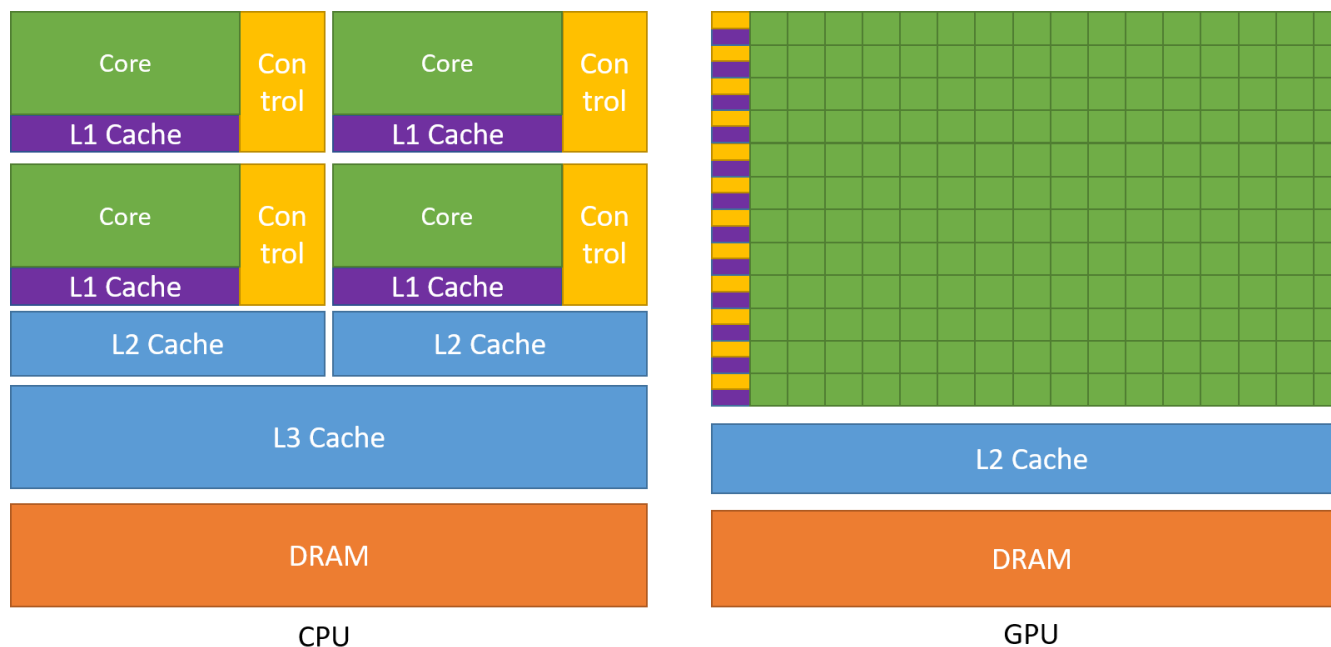 Core
Con
trol
L1 Cache
Core
Con
trol
L1 Cache
Core
Con
trol
L1 Cache
Core
Con
trol
L1 Cache
L2 Cache
L2 Cache
L3 Cache
DRAM
CPU
L2 Cache
DRAM
GPU